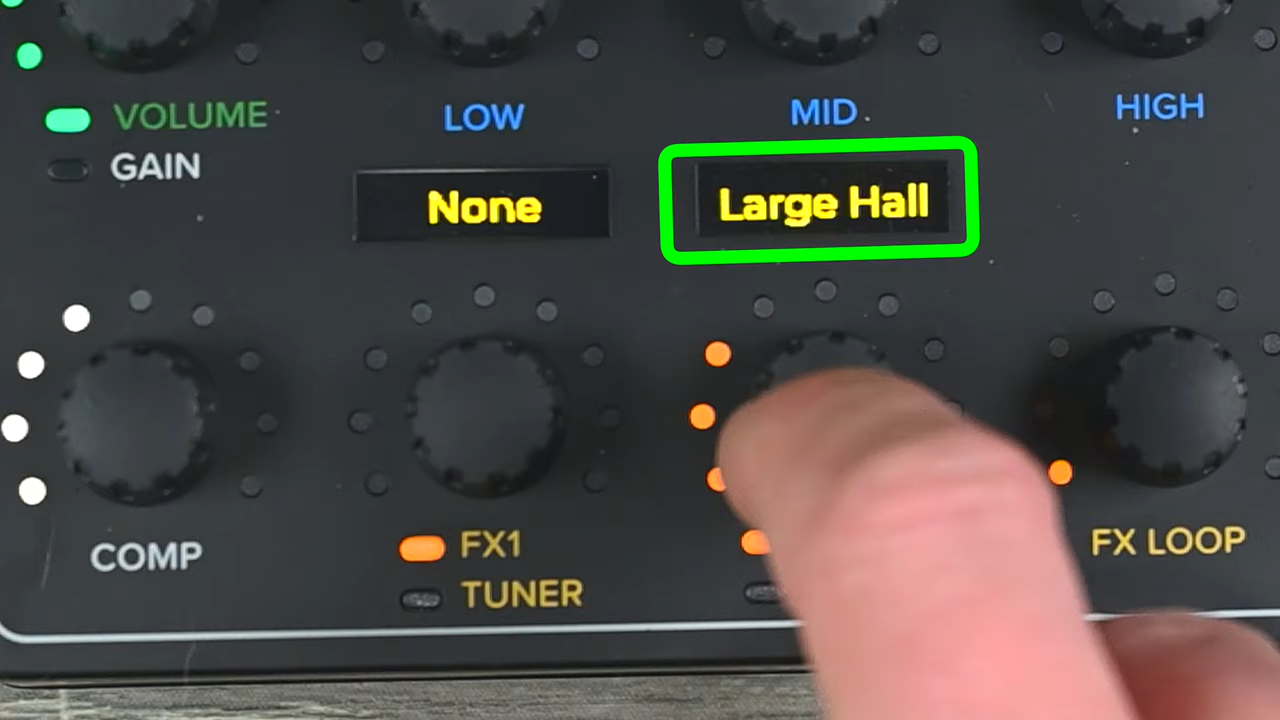 VOLUME
GAIN
LOW
MID
HIGH
None
Large Hall
COMP
FX1
TUNER
FX LOOP